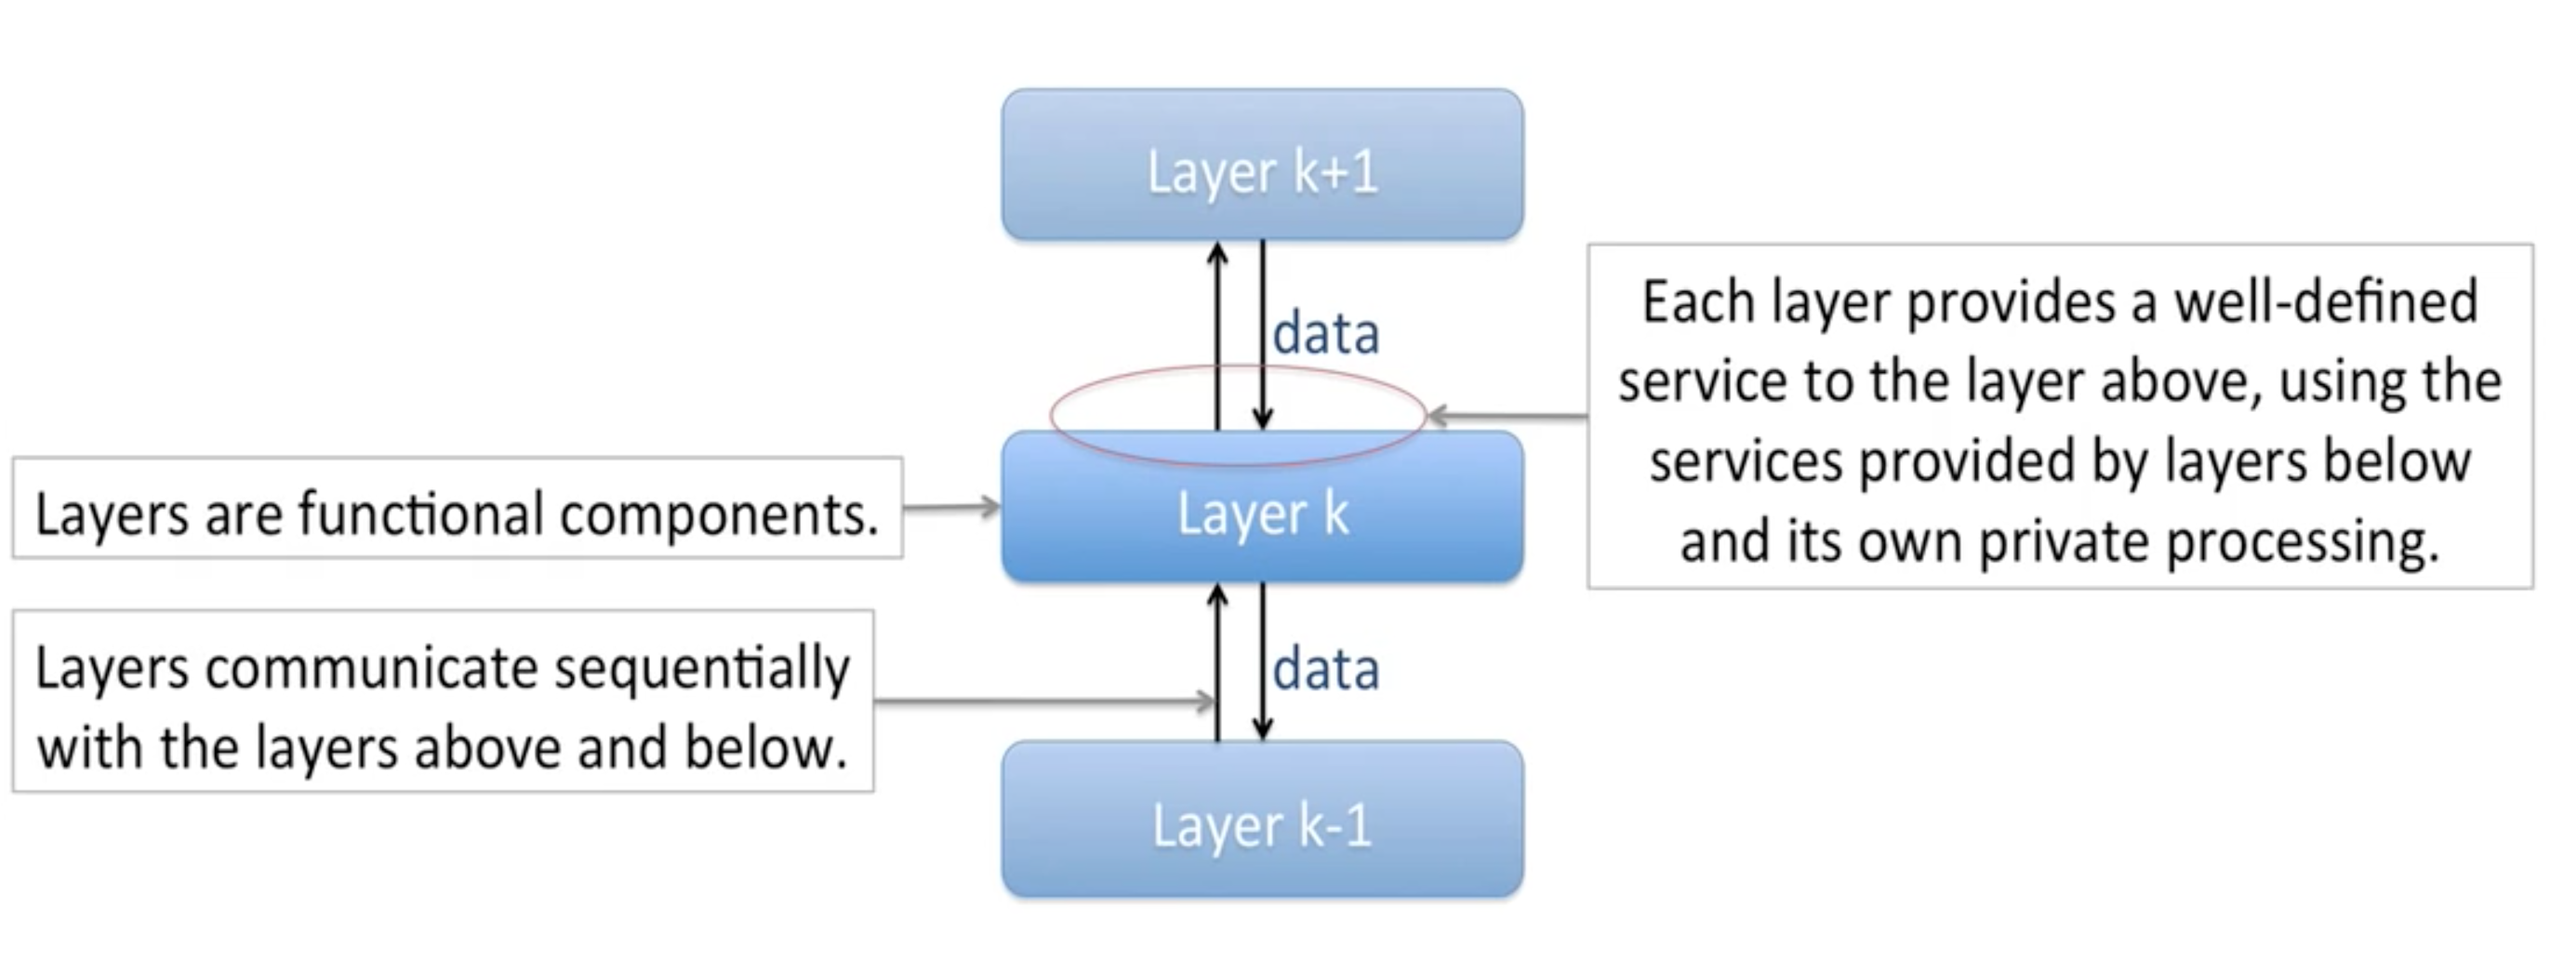 Layer k+1
data
Each layer provides a well-defined
service to the layer above, using the
services provided by layers below
and its own private processing.
Layers are functional components.
Layer k
Layers communicate sequentially
with the layers above and below.
data
Layer k-1